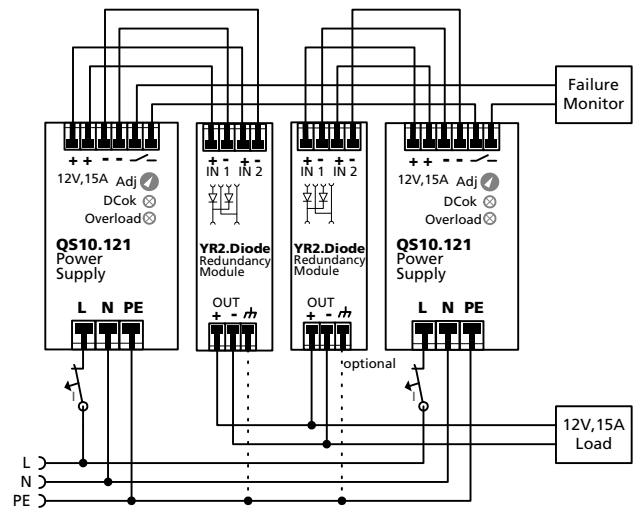 Failure
Monitor
+ + - -
12V,15A Adj
DCok
Overload
QS10.121
Power
Supply
L N PE
+ - + -
IN 1 IN 2
YR2.Diode
Redundancy
Module
OUT
+ -
+ - + -
IN 1 IN 2
YR2.Diode
Redundancy
Module
OUT
+ -
optional
+ + - -
12V,15A Adj
DCok
Overload
QS10.121
Power
Supply
L N PE
I
I
12V,15A
Load
L
N
PE